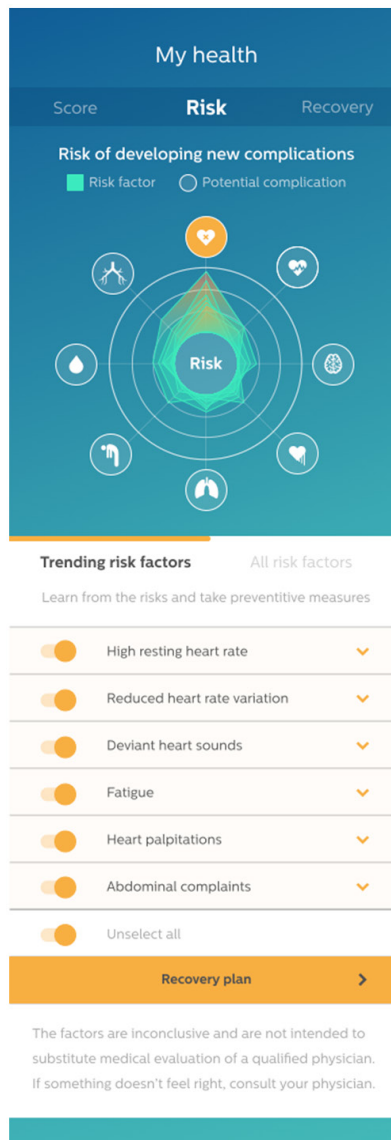 My health
Score Risk Recovery
Risk of developing new complications
Risk factor Potential complication
Risk
Trending risk factors All risk factors
Learn from the risks and take preventitive measures
High resting heart rate
Reduced heart rate variation
Deviant heart sounds
Fatigue
Heart palpitations
Abdominal complaints
Unselect all
Recovery plan
The factors are inconclusive and are not intended to
substitute medical evaluation of a qualified physician.
If something doesn't feel right, consult your physician.